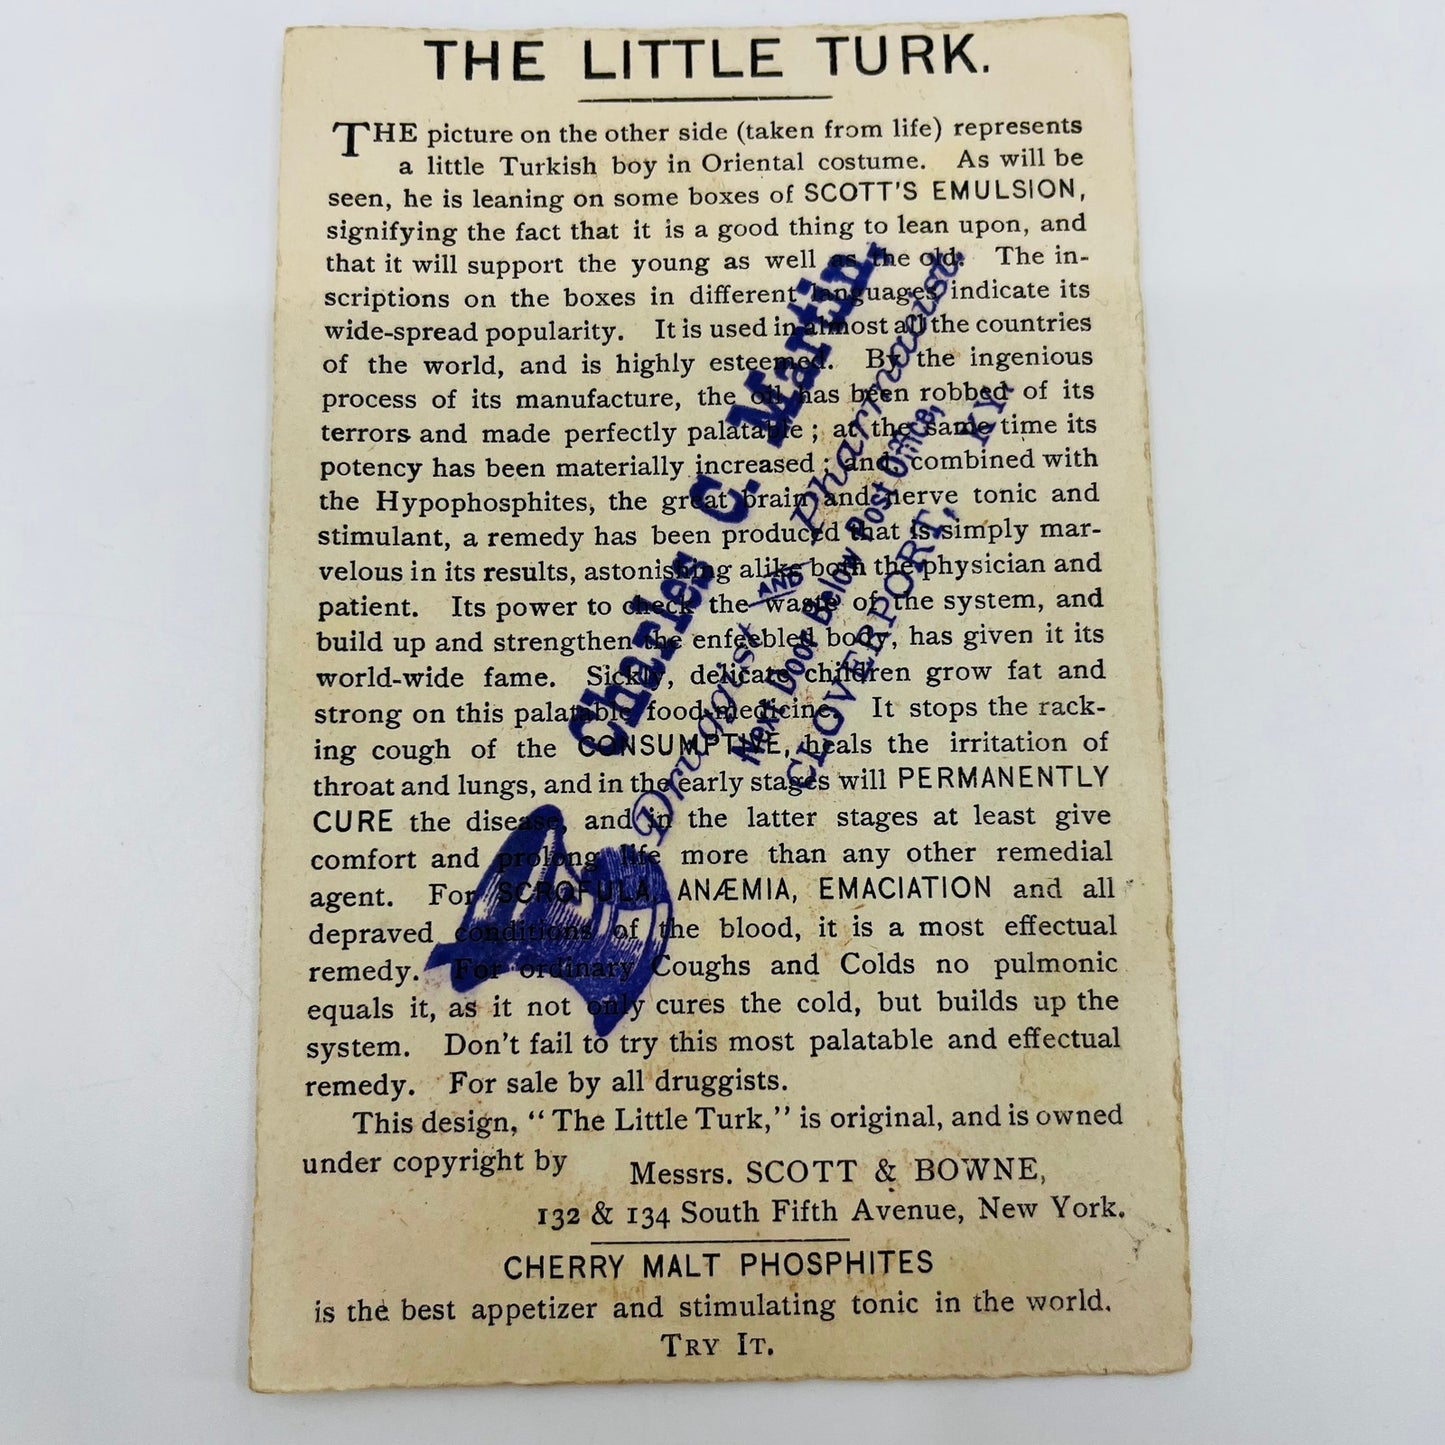 THE LITTLE TURK.
THE picture on the other side (taken from life) represents
a little Turkish boy in Oriental costume. As will be
seen, he is leaning on some boxes of SCOTT'S EMULSION,
signifying the fact that it is a good thing to lean upon, and
that it will support the young as well as the old. The in-
scriptions on the boxes in different languages indicate its
wide-spread popularity. It is used in almost all the countries
of the world, and is highly esteemed. By the ingenious
process of its manufacture, the oil has been robbed of its
terrors and made perfectly palatable; at the same time its
potency has been materially increased; and, combined with
the Hypophosphites, the great brain and nerve tonic and
stimulant, a remedy has been produced that is simply mar-
velous in its results, astonishing alike both the physician and
patient. Its power to check the waste of the system, and
build up and strengthen the enfeebled body, has given it its
world-wide fame. Sickly, delicate children grow fat and
strong on this palatable food-medicine. It stops the rack-
ing cough of the CONSUMPTIVE, heals the irritation of
throat and lungs, and in the early stages will PERMANENTLY
CURE the disease, and in the latter stages at least give
comfort and prolong life more than any other remedial
agent. For SCROFULA, ANÆMIA, EMACIATION and all
depraved conditions of the blood, it is a most effectual
remedy. For ordinary Coughs and Colds no pulmonic
equals it, as it not only cures the cold, but builds up the
system. Don't fail to try this most palatable and effectual
remedy. For sale by all druggists.
This design, "The Little Turk," is original, and is owned
under copyright by
Messrs. SCOTT & BOWNE,
132 & 134 South Fifth Avenue, New York.
CHERRY MALT PHOSPHITES
is the best appetizer and stimulating tonic in the world.
TRY IT.
Charles C. Martin,
Druggist AND Pharmacist,
Next Door Below Post Office,
CLOVERPORT, KY.